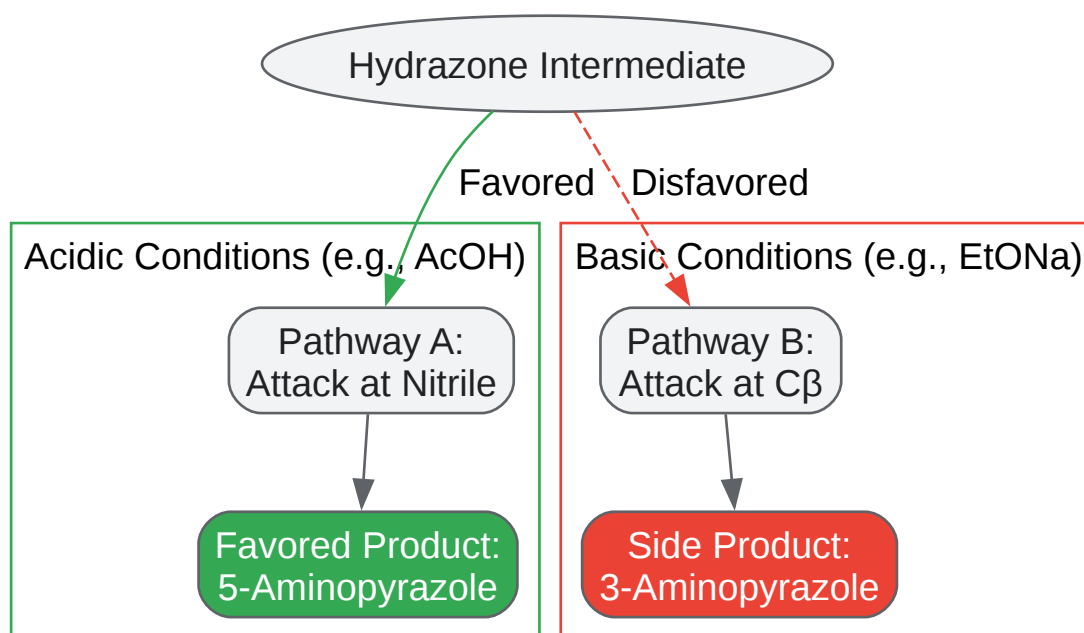 Hydrazone Intermediate
Favored
Disfavored
Acidic Conditions (e.g., AcOH)
Basic Conditions (e.g., EtONa)
Pathway A:
Attack at Nitrile
Pathway B:
Attack at Cβ
Favored Product:
5-Aminopyrazole
Side Product:
3-Aminopyrazole